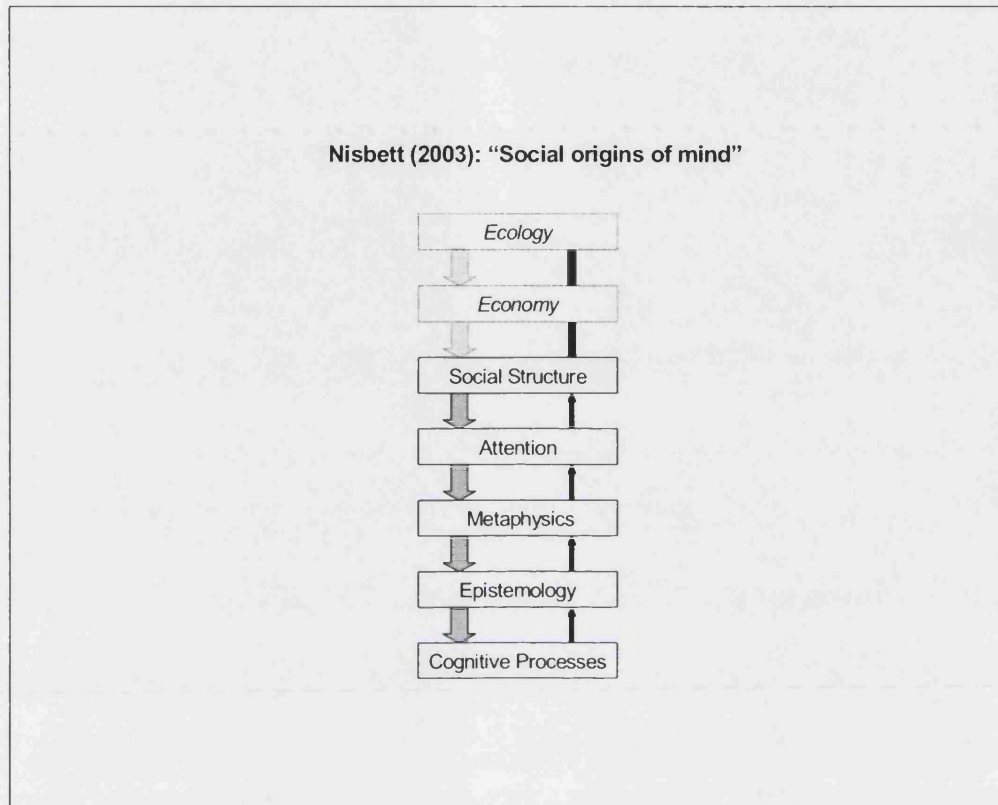 Nisbett (2003): “Social origins of mind”
Ecology
Economy
Social Structure
Attention
Metaphysics
Epistemology
Cognitive Processes